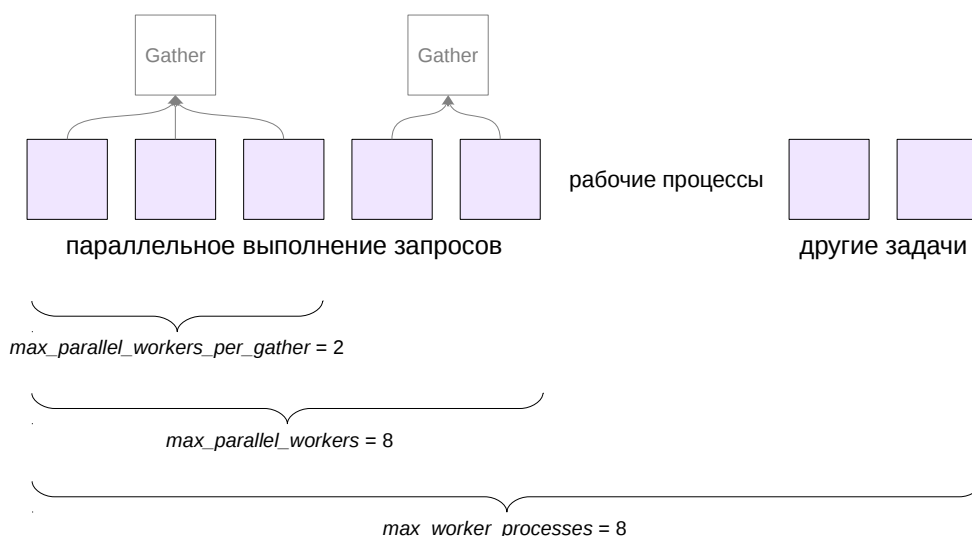 Gather
Gather
рабочие процессы
параллельное выполнение запросов
другие задачи
max_parallel_workers_per_gather = 2
max_parallel_workers = 8
max_worker_processes = 8